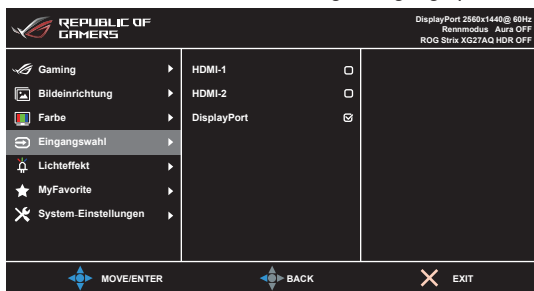 REPUBLIC OF
GAMERS
DisplayPort 2560x1440@ 60Hz
Rennmodus Aura OFF
ROG Strix XG27AQ HDR OFF
Gaming
Bildeinrichtung
Farbe
Eingangswahl
Lichteffekt
MyFavorite
System-Einstellungen
HDMI-1
HDMI-2
DisplayPort
MOVE/ENTER
BACK
EXIT